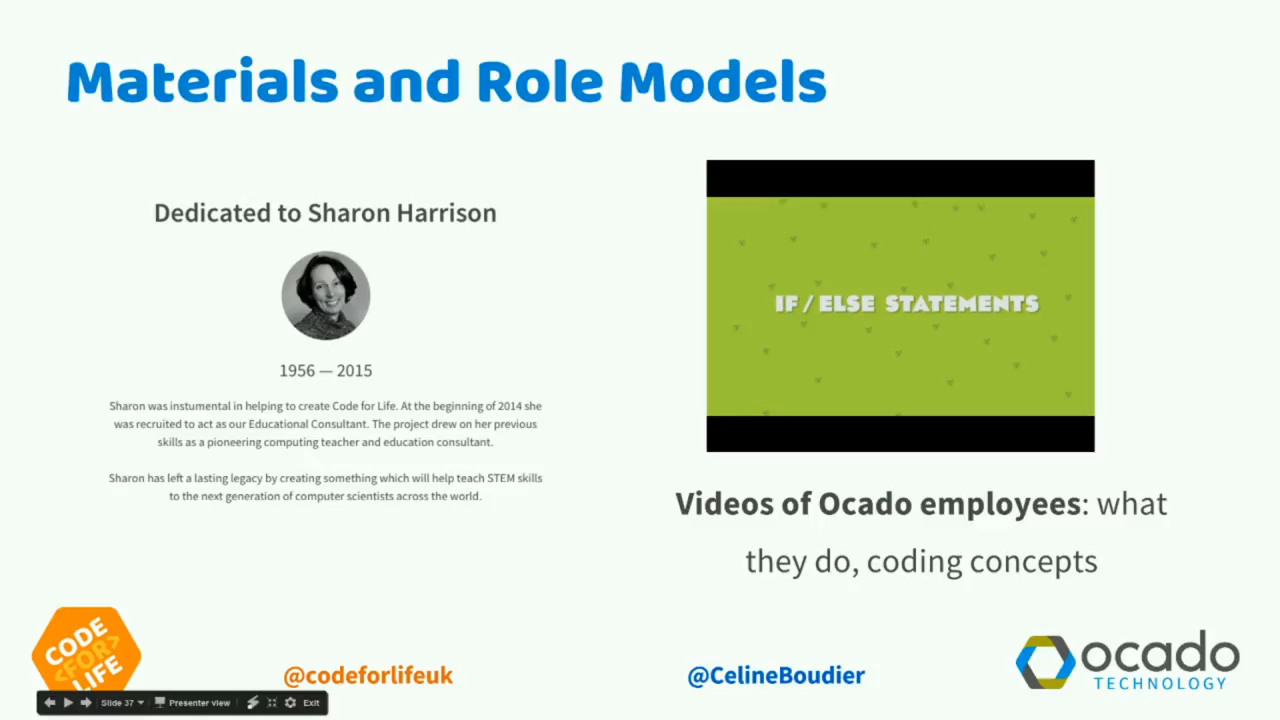 Materials and Role Models
Dedicated to Sharon Harrison
1956 — 2015
Sharon was instumental in helping to create Code for Life. At the beginning of 2014 she
was recruited to act as our Educational Consultant. The project drew on her previous
skills as a pioneering computing teacher and education consultant.
Sharon has left a lasting legacy by creating something which will help teach STEM skills
to the next generation of computer scientists across the world.
IF / ELSE STATEMENTS
Videos of Ocado employees: what
they do, coding concepts
CODE
<FOR>
LIFE
@codeforlifeuk
@CelineBoudier
ocado
TECHNOLOGY
Slide 37
Presenter view
Exit